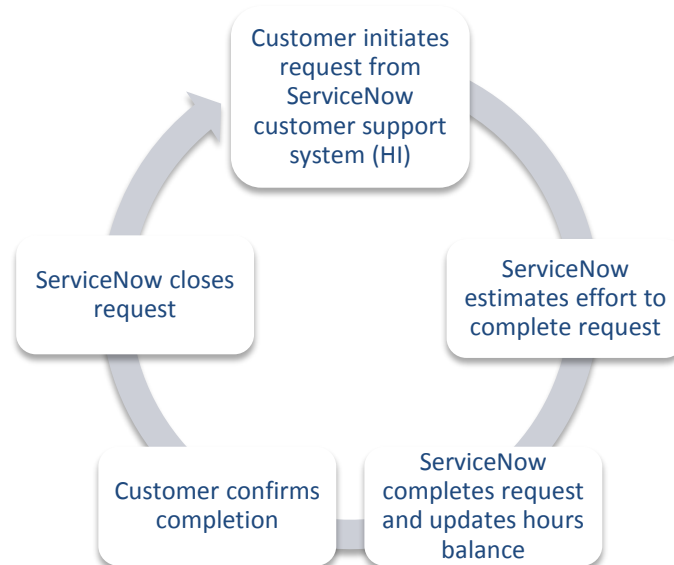 Customer initiates
request from
ServiceNow
customer support
system (HI)
ServiceNow
estimates effort to
complete request
ServiceNow
completes request
and updates hours
balance
Customer confirms
completion
ServiceNow closes
request